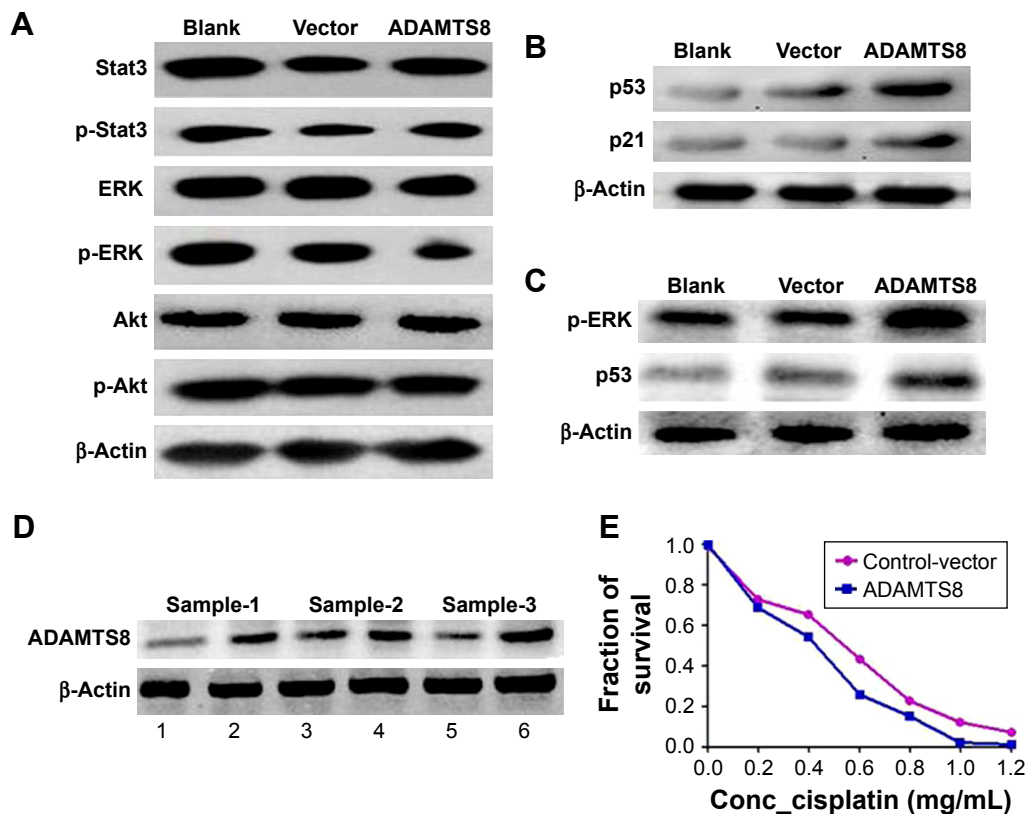 A
Blank Vector ADAMTS8
Stat3
p-Stat3
ERK
p-ERK
Akt
p-Akt
β-Actin
B
Blank Vector ADAMTS8
p53
p21
β-Actin
C
Blank Vector ADAMTS8
p-ERK
p53
β-Actin
D
Sample-1 Sample-2 Sample-3
ADAMTS8
β-Actin
1 2 3 4 5 6
E
Fraction of
survival
1.0
0.8
0.6
0.4
0.2
0.0
Control-vector
ADAMTS8
0.0 0.2 0.4 0.6 0.8 1.0 1.2
Conc_cisplatin (mg/mL)